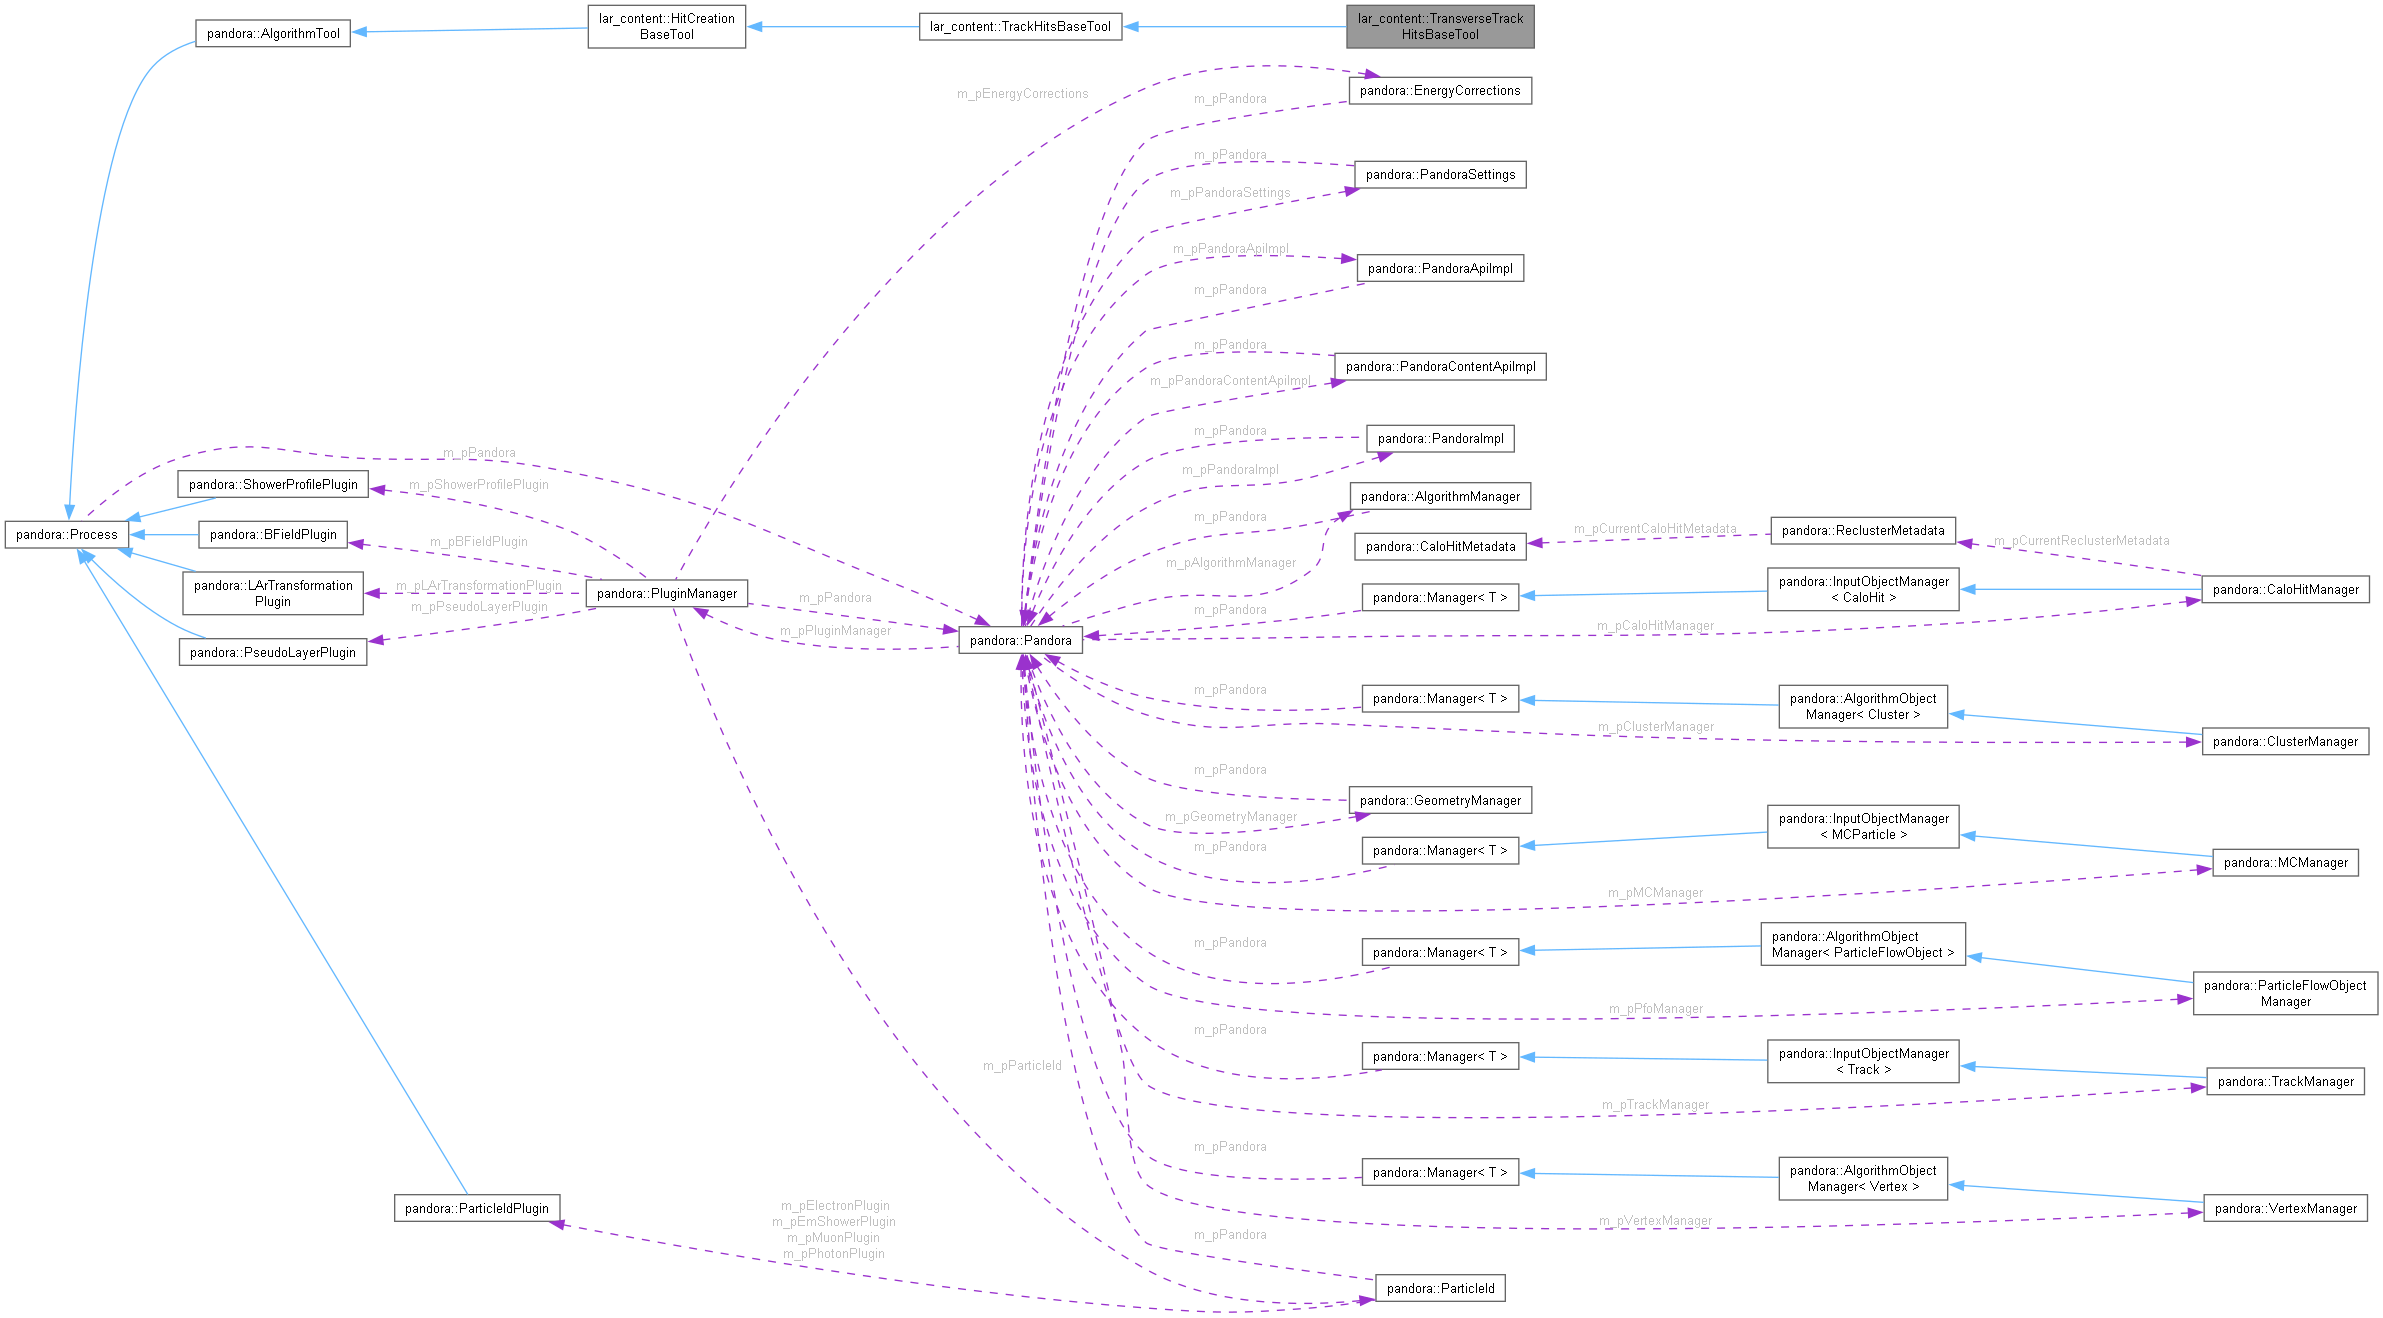 lar_content::TransverseTrack
HitsBaseTool
lar_content::HitCreation
BaseTool
lar_content::TrackHitsBaseTool
pandora::AlgorithmTool
m_pEnergyCorrections
pandora::EnergyCorrections
m_pPandora
m_pPandora
pandora::PandoraSettings
m_pPandoraSettings
m_pPandoraApiImpl
pandora::PandoraApiImpl
m_pPandora
m_pPandora
pandora::PandoraContentApiImpl
m_pPandoraContentApiImpl
m_pPandora
pandora::PandoraImpl
m_pPandora
m_pPandoraImpl
pandora::ShowerProfilePlugin
m_pShowerProfilePlugin
pandora::AlgorithmManager
m_pPandora
m_pCurrentCaloHitMetadata
pandora::ReclusterMetadata
pandora::Process
pandora::BFieldPlugin
m_pBFieldPlugin
m_pCurrentReclusterMetadata
pandora::CaloHitMetadata
m_pAlgorithmManager
pandora::LArTransformation
Plugin
m_pLArTransformationPlugin
pandora::PluginManager
m_pPandora
pandora::Manager< T >
pandora::InputObjectManager
< CaloHit >
pandora::CaloHitManager
m_pPseudoLayerPlugin
m_pPandora
m_pCaloHitManager
m_pPluginManager
pandora::Pandora
pandora::PseudoLayerPlugin
m_pPandora
pandora::Manager< T >
pandora::AlgorithmObject
Manager< Cluster >
m_pClusterManager
pandora::ClusterManager
m_pPandora
pandora::GeometryManager
m_pGeometryManager
pandora::InputObjectManager
< MCParticle >
m_pPandora
pandora::Manager< T >
pandora::MCManager
m_pMCManager
m_pPandora
pandora::Manager< T >
pandora::AlgorithmObject
Manager< ParticleFlowObject >
pandora::ParticleFlowObject
Manager
m_pPfoManager
m_pPandora
pandora::Manager< T >
pandora::InputObjectManager
< Track >
m_pParticleId
pandora::TrackManager
m_pTrackManager
m_pPandora
pandora::Manager< T >
pandora::AlgorithmObject
Manager< Vertex >
pandora::VertexManager
m_pVertexManager
pandora::ParticleIdPlugin
m_pElectronPlugin
m_pEmShowerPlugin
m_pMuonPlugin
m_pPhotonPlugin
m_pPandora
pandora::ParticleId